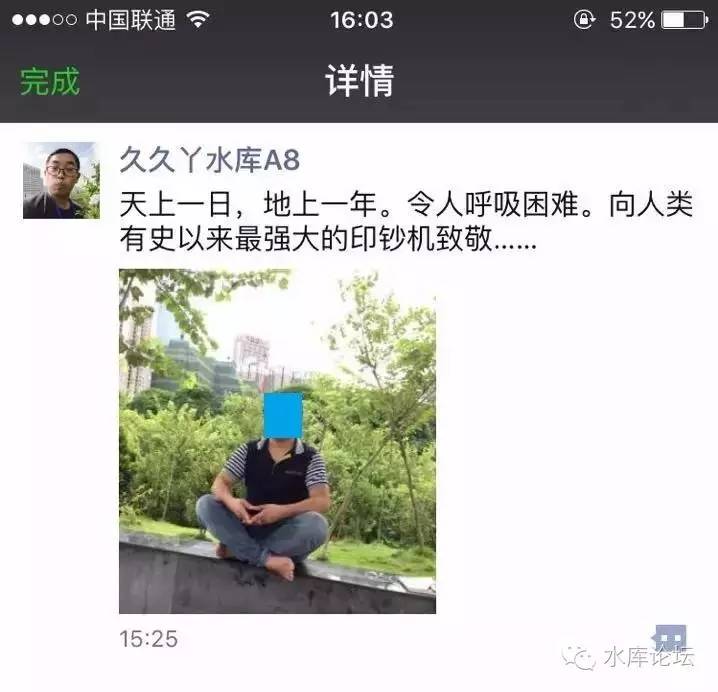 中国联通 16:03 52%
完成 详情
久久丫水库A8
天上一日，地上一年。令人呼吸困难。向人类
有史以来最强大的印钞机致敬......
15:25
水库论坛